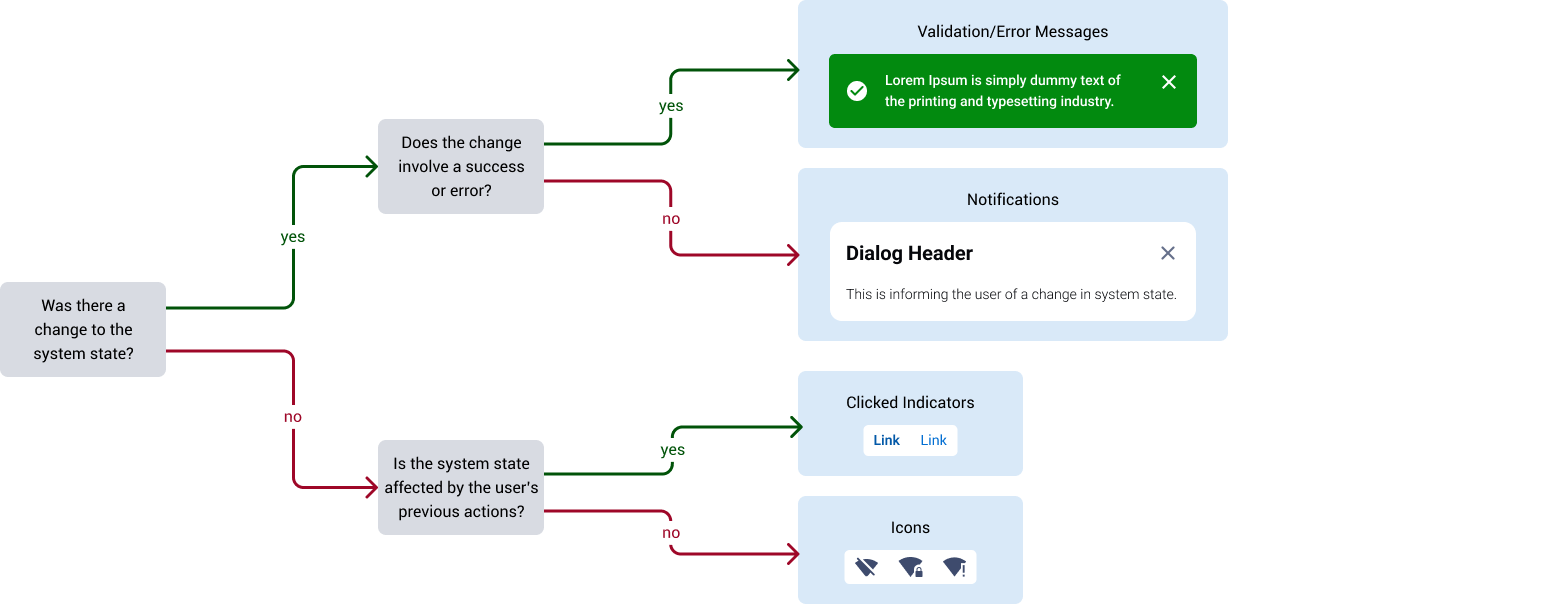 Was there a
change to the
system state?
yes
no
Does the change
involve a success
or error?
yes
no
Validation/Error Messages
Lorem Ipsum is simply dummy text of
the printing and typesetting industry.
Notifications
Dialog Header
This is informing the user of a change in system state.
Is the system state
affected by the user's
previous actions?
yes
no
Clicked Indicators
Link Link
Icons